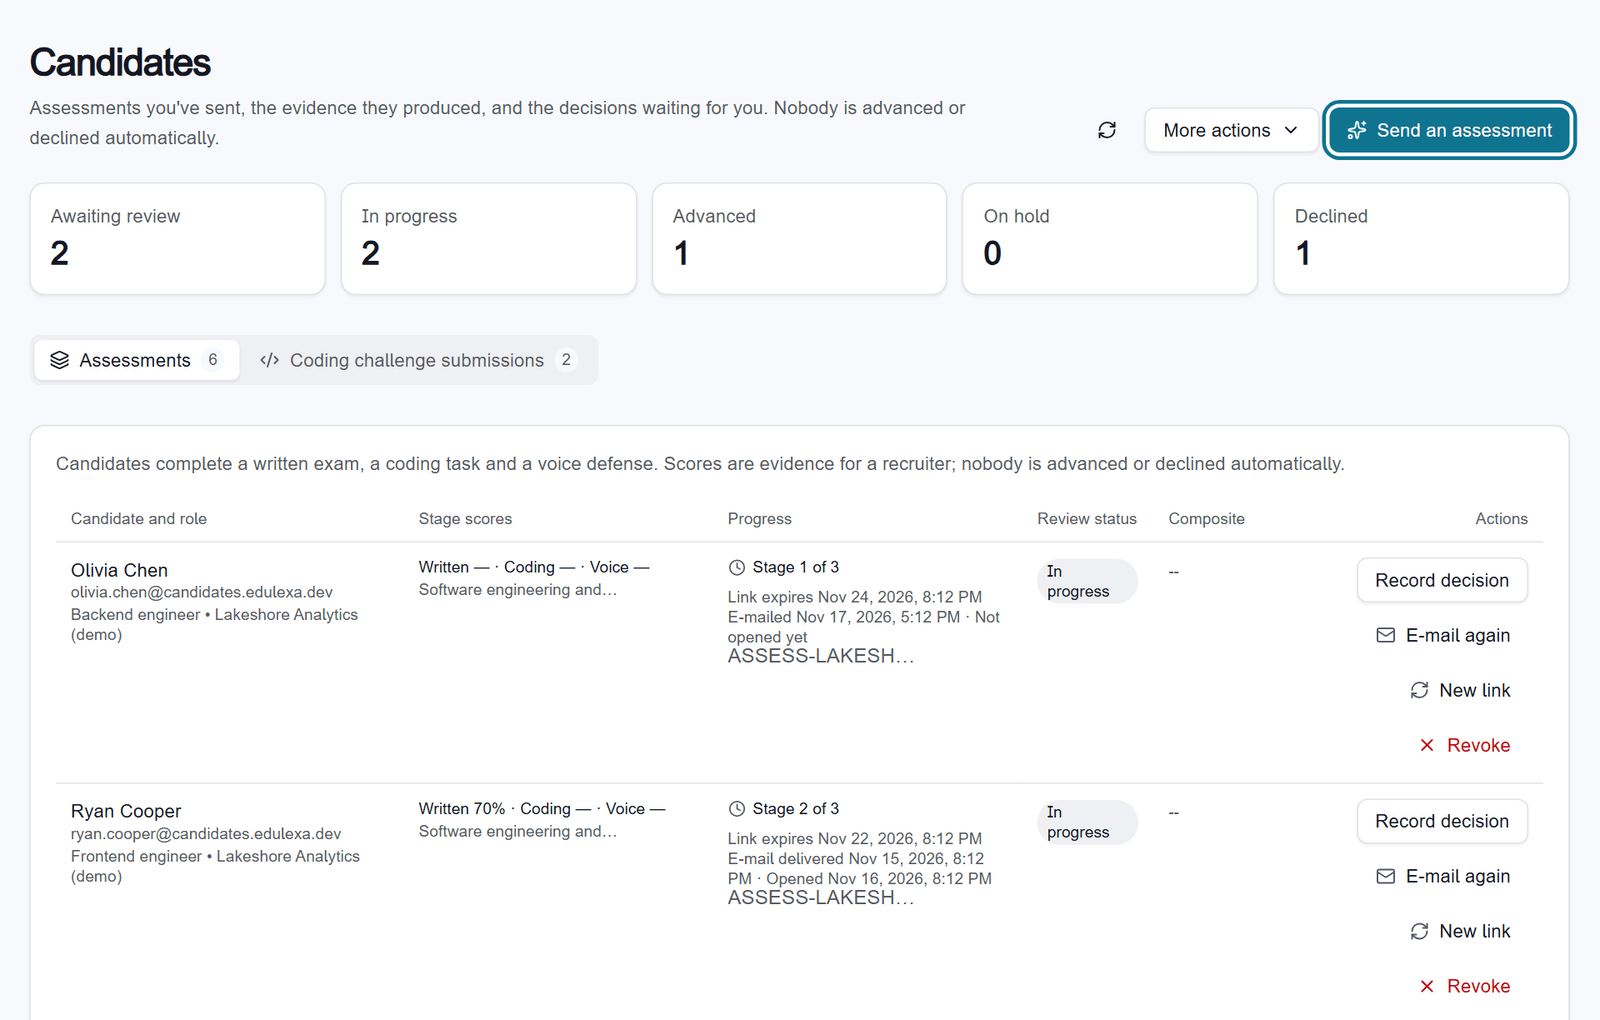 Candidates
Assessments you've sent, the evidence they produced, and the decisions waiting for you. Nobody is advanced or
declined automatically.
More actions
Send an assessment
Awaiting review
2
In progress
2
Advanced
1
On hold
0
Declined
1
Assessments 6
Coding challenge submissions 2
Candidates complete a written exam, a coding task and a voice defense. Scores are evidence for a recruiter; nobody is advanced or declined automatically.
Candidate and role
Stage scores
Progress
Review status
Composite
Actions
Olivia Chen
olivia.chen@candidates.edulexa.dev
Backend engineer • Lakeshore Analytics
(demo)
Written — · Coding — · Voice —
Software engineering and…
Stage 1 of 3
Link expires Nov 24, 2026, 8:12 PM
E-mailed Nov 17, 2026, 5:12 PM · Not
opened yet
ASSESS-LAKESH…
In
progress
--
Record decision
E-mail again
New link
Revoke
Ryan Cooper
ryan.cooper@candidates.edulexa.dev
Frontend engineer • Lakeshore Analytics
(demo)
Written 70% · Coding — · Voice —
Software engineering and…
Stage 2 of 3
Link expires Nov 22, 2026, 8:12 PM
E-mail delivered Nov 15, 2026, 8:12
PM · Opened Nov 16, 2026, 8:12 PM
ASSESS-LAKESH…
In
progress
--
Record decision
E-mail again
New link
Revoke